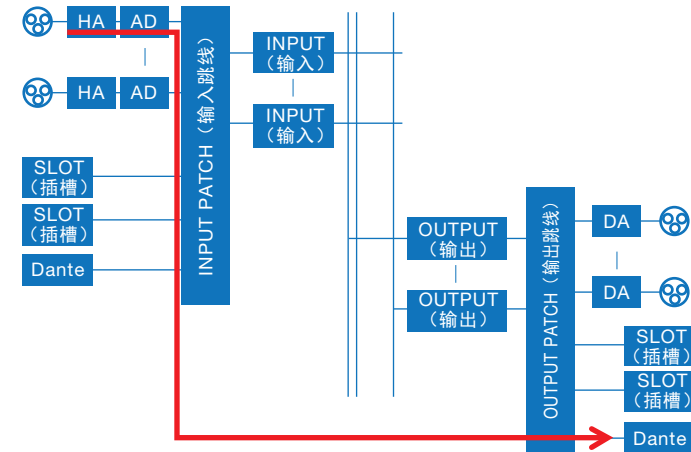 HA AD
HA AD
SLOT
（插槽）
SLOT
（插槽）
Dante
INPUT PATCH（输入跳线）
INPUT
（输入）
INPUT
（输入）
OUTPUT
（输出）
OUTPUT
（输出）
OUTPUT PATCH（输出跳线）
DA
DA
SLOT
（插槽）
SLOT
（插槽）
Dante